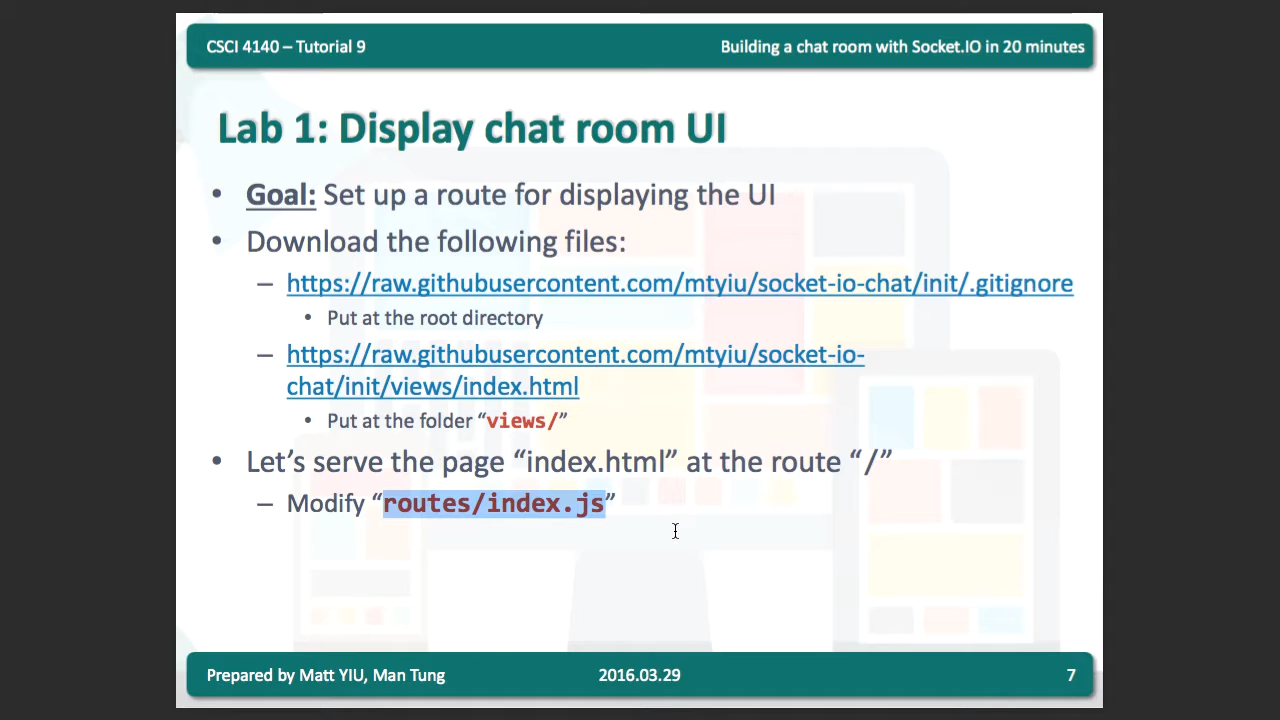 CSCI 4140 – Tutorial 9
Building a chat room with Socket.IO in 20 minutes
Lab 1: Display chat room UI
• Goal: Set up a route for displaying the UI
• Download the following files:
– https://raw.githubusercontent.com/mtyiu/socket-io-chat/init/.gitignore
• Put at the root directory
– https://raw.githubusercontent.com/mtyiu/socket-io-
chat/init/views/index.html
• Put at the folder “views/”
• Let’s serve the page “index.html” at the route “/”
– Modify “routes/index.js”
Prepared by Matt YIU, Man Tung
2016.03.29
7